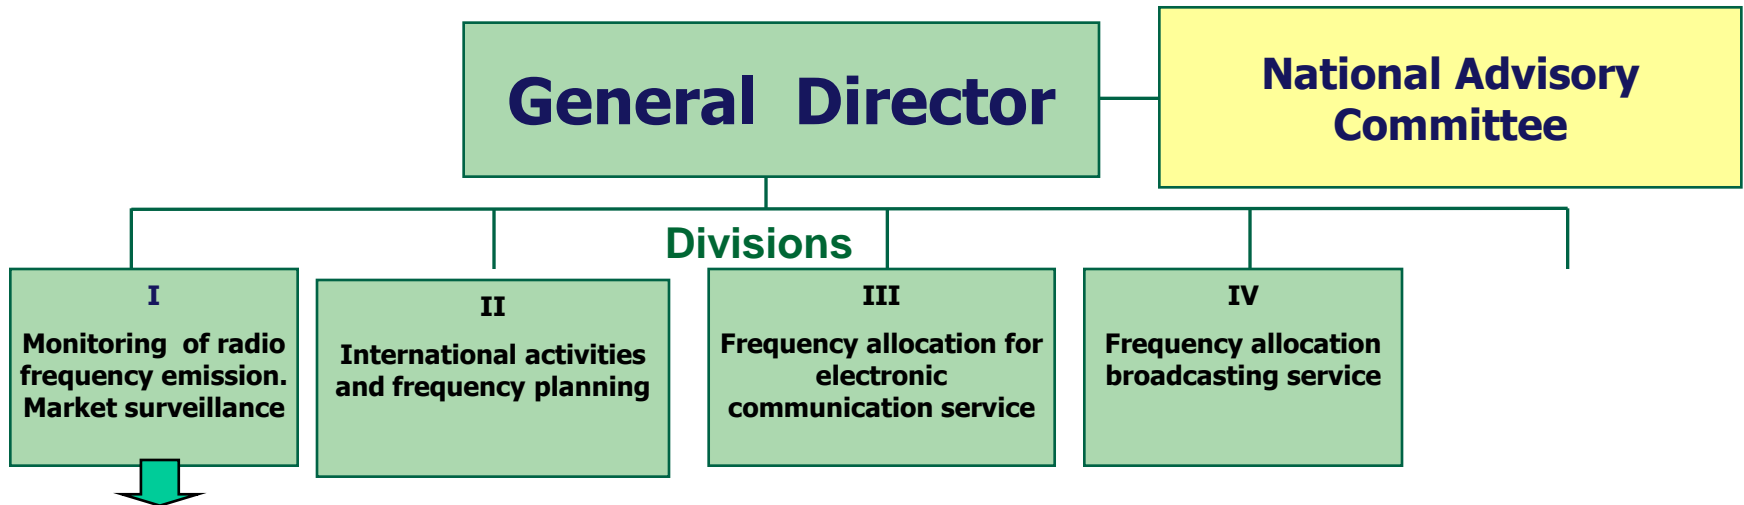 General Director
National Advisory
Committee
Divisions
I
Monitoring of radio
frequency emission.
Market surveillance
II
International activities
and frequency planning
III
Frequency allocation for
electronic
communication service
IV
Frequency allocation
broadcasting service